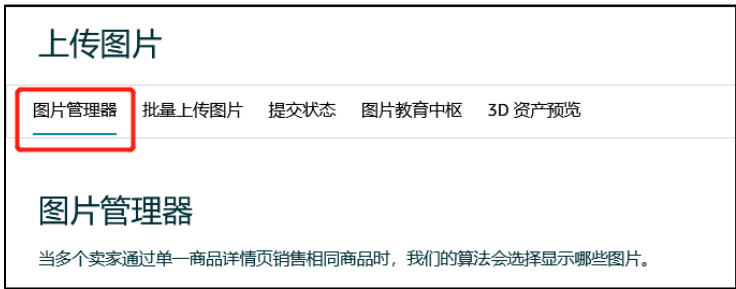 上传图片
图片管理器 批量上传图片 提交状态 图片教育中枢 3D 资产预览
图片管理器
当多个卖家通过单一商品详情页销售相同商品时，我们的算法会选择显示哪些图片。